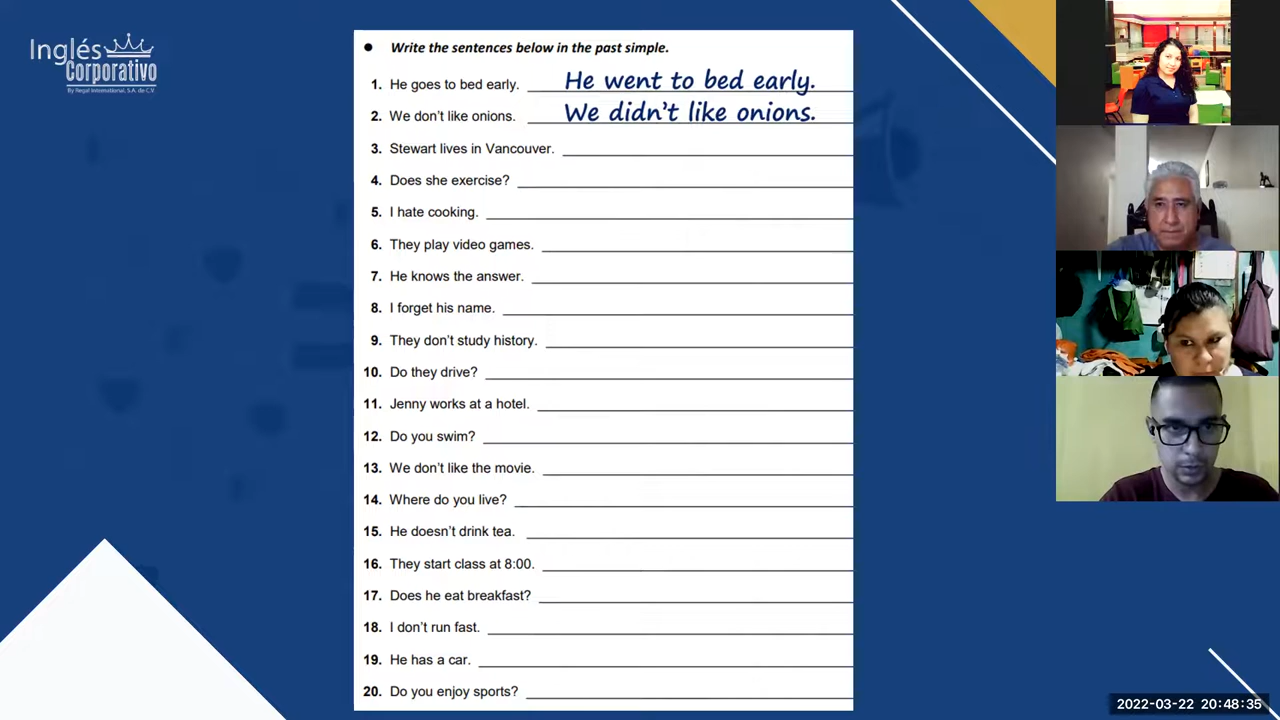 Inglés
Corporativo
By Regal International, S.A. de C.V.
● Write the sentences below in the past simple.
1. He goes to bed early. He went to bed early.
2. We don't like onions. We didn't like onions.
3. Stewart lives in Vancouver.
4. Does she exercise?
5. I hate cooking.
6. They play video games.
7. He knows the answer.
8. I forget his name.
9. They don't study history.
10. Do they drive?
11. Jenny works at a hotel.
12. Do you swim?
13. We don't like the movie.
14. Where do you live?
15. He doesn't drink tea.
16. They start class at 8:00.
17. Does he eat breakfast?
18. I don't run fast.
19. He has a car.
20. Do you enjoy sports?
2022-03-22 20:48:35